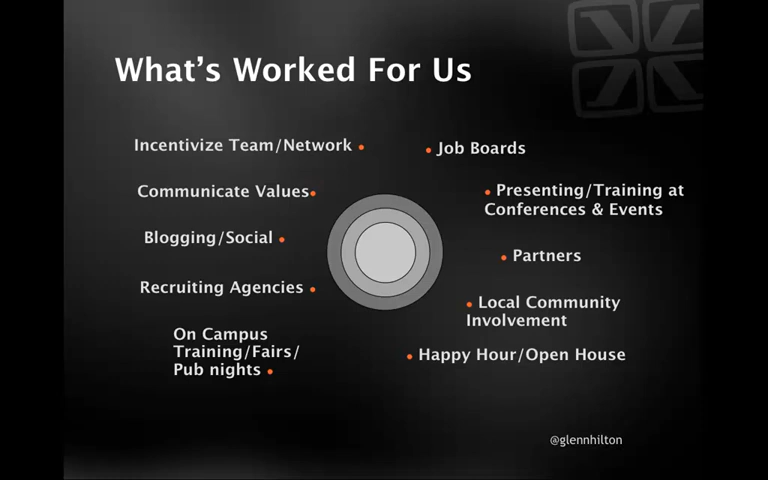 What's Worked For Us
Incentivize Team/Network •
Communicate Values•
Blogging/Social •
Recruiting Agencies •
On Campus
Training/Fairs/
Pub nights •
• Job Boards
• Presenting/Training at
Conferences & Events
• Partners
• Local Community
Involvement
• Happy Hour/Open House
@glennhilton